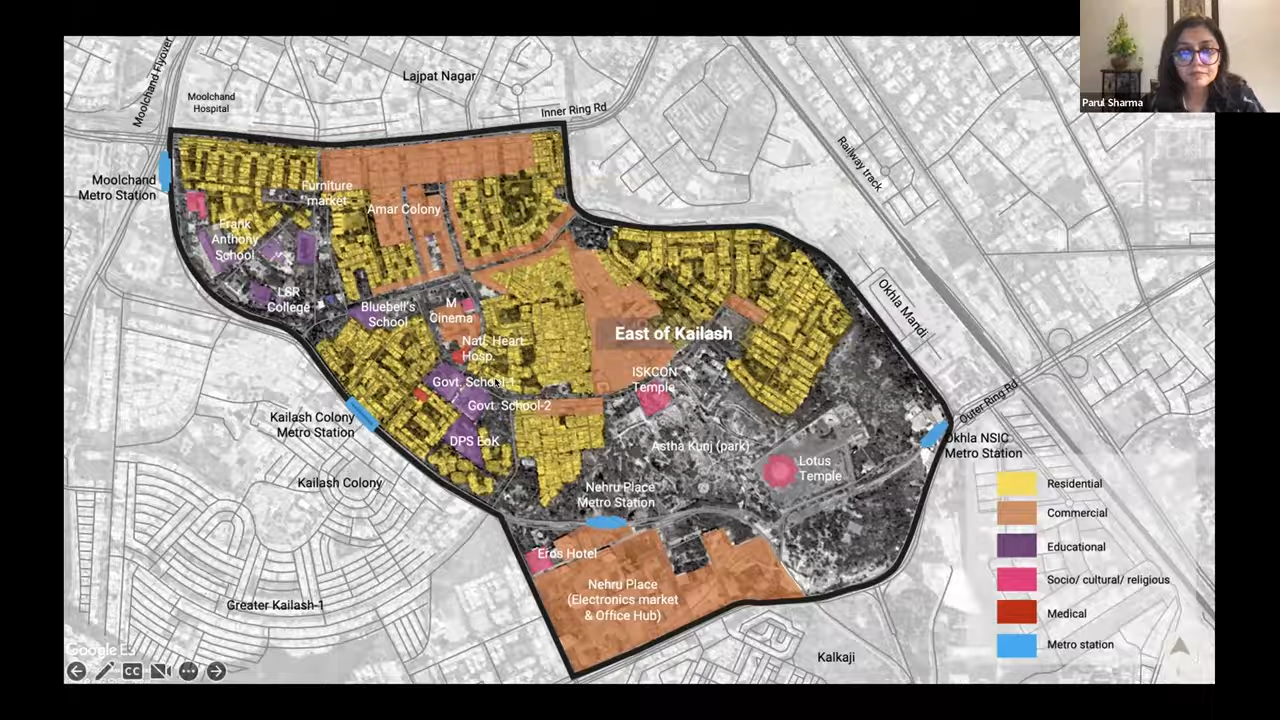 Parul Sharma
Moolchand Flyover
Lajpat Nagar
Moolchand
Hospital
Inner Ring Rd
Railway track
Moolchand
Metro Station
Furniture
market
Amar Colony
Frank
Anthony
School
LSR
College
Bluebell's
School
M
Cinema
Natl. Heart
Hosp.
East of Kailash
Okhla Mandi
ISKCON
Temple
Govt. School-1
Govt. School-2
Outer Ring Rd
Kailash Colony
Metro Station
DPS EoK
Astha Kunj (park)
Lotus
Temple
Okhla NSIC
Metro Station
Kailash Colony
Nehru Place
Metro Station
Residential
Commercial
Educational
Socio/ cultural/ religious
Medical
Metro station
Eros Hotel
Nehru Place
(Electronics market
& Office Hub)
Greater Kailash-1
Kalkaji
Google
CC